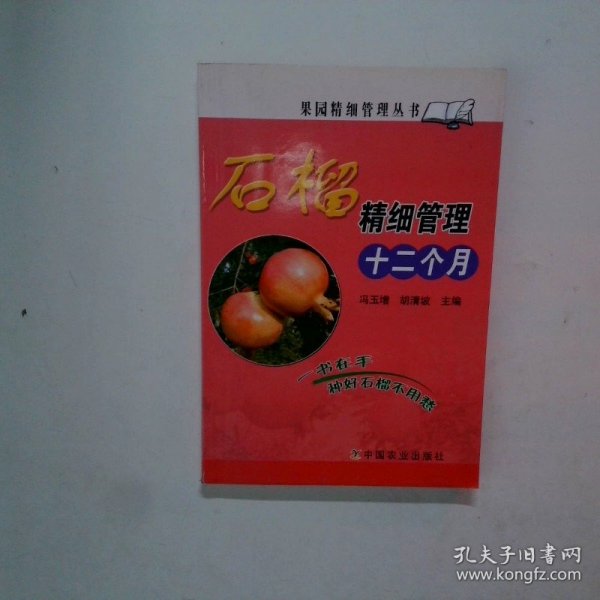 果园精细管理丛书
石榴
精细管理
十二个月
冯玉增 胡清坡 主编
一书在手
种好石榴不用愁
中国农业出版社
孔夫子旧书网
www.kongfz.com